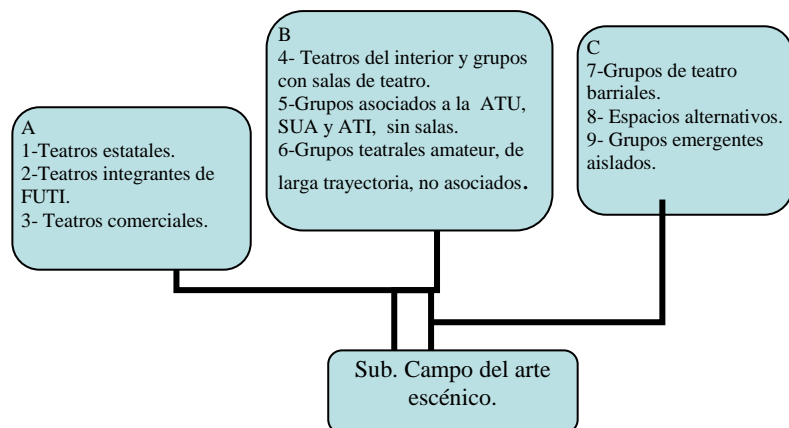 A
1-Teatros estatales.
2-Teatros integrantes de
FUTI.
3- Teatros comerciales.
B
4- Teatros del interior y grupos
con salas de teatro.
5-Grupos asociados a la ATU,
SUA y ATI, sin salas.
6-Grupos teatrales amateur, de
larga trayectoria, no asociados.
C
7-Grupos de teatro
barriales.
8- Espacios alternativos.
9- Grupos emergentes
aislados.
Sub. Campo del arte
escénico.